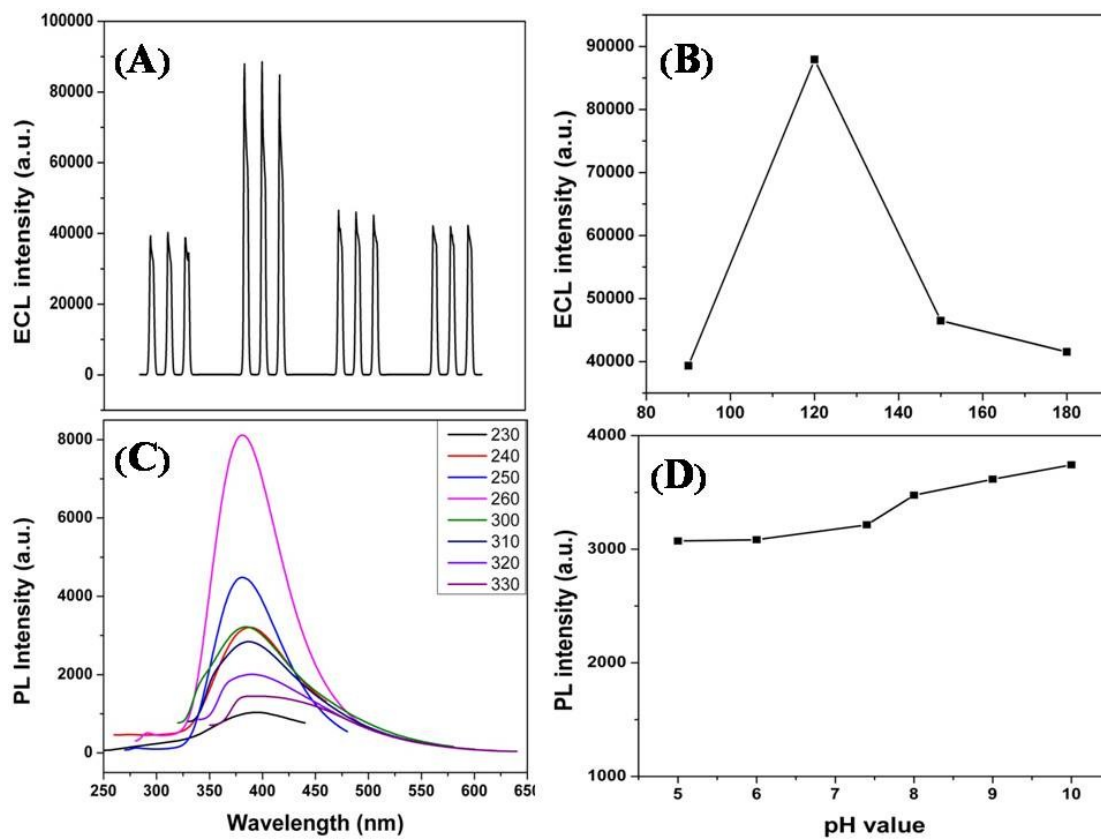 (A)
ECL intensity (a.u.)
100000
80000
60000
40000
20000
0
(B)
ECL intensity (a.u.)
90000
80000
70000
60000
50000
40000
80 100 120 140 160 180
(C)
PL Intensity (a.u.)
8000
6000
4000
2000
0
230
240
250
260
300
310
320
330
250 300 350 400 450 500 550 600 650
Wavelength (nm)
(D)
PL intensity (a.u.)
4000
3000
2000
1000
5 6 7 8 9 10
pH value